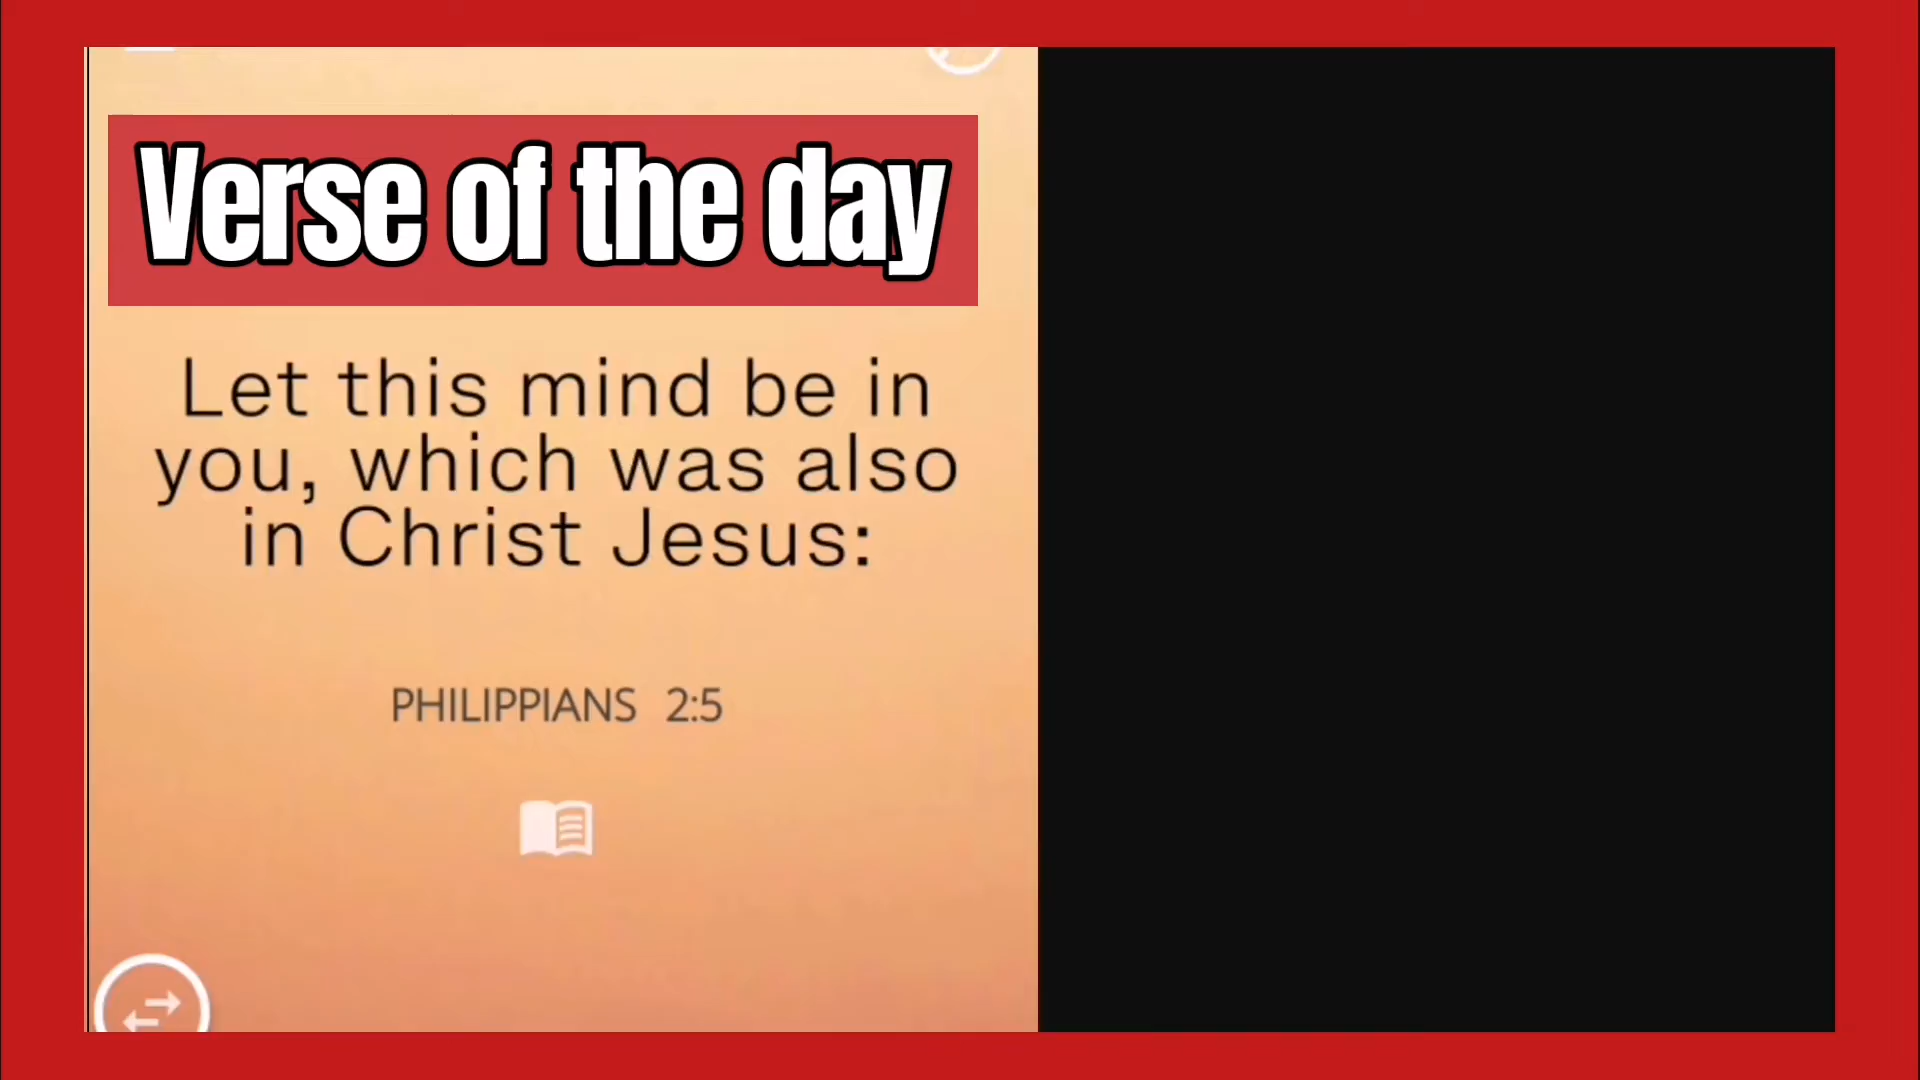 Verse of the day
Let this mind be in
you, which was also
in Christ Jesus:
PHILIPPIANS 2:5